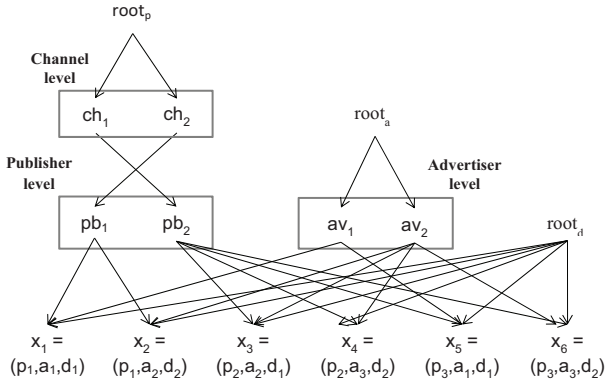 root_p
Channel level
ch_1 ch_2
root_a
Publisher level
Advertiser level
pb_1 pb_2 av_1 av_2 root_d
x_1 = x_2 = x_3 = x_4 = x_5 = x_6 =
(p_1,a_1,d_1) (p_1,a_2,d_2) (p_2,a_2,d_1) (p_2,a_3,d_2) (p_3,a_1,d_1) (p_3,a_3,d_2)